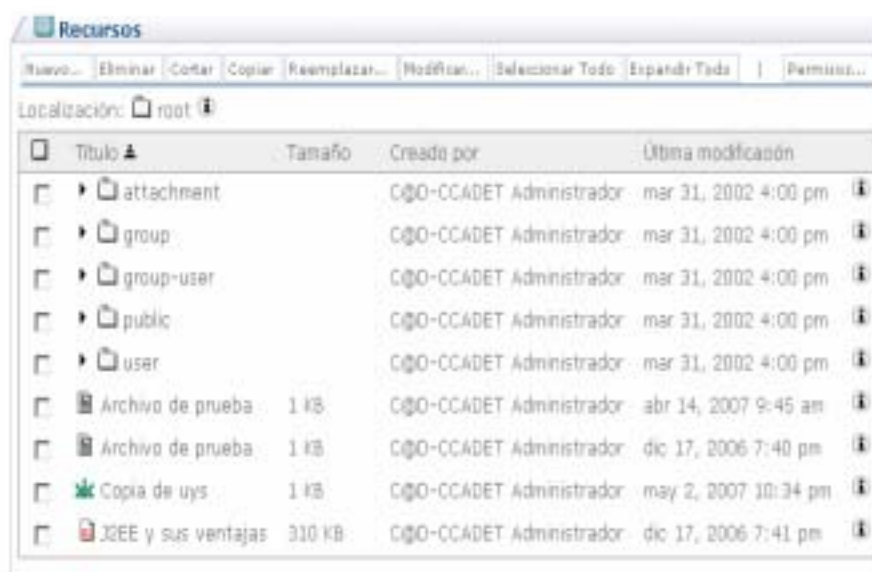 Recursos
Nuevo... Eliminar Cortar Copiar Reemplazar... Modificar... Seleccionar Todo Expandir Todo | Permisos...
Localización: root
Título Tamaño Creado por Última modificación
attachment C@D-CCADET Administrador mar 31, 2002 4:00 pm
group C@D-CCADET Administrador mar 31, 2002 4:00 pm
group-user C@D-CCADET Administrador mar 31, 2002 4:00 pm
public C@D-CCADET Administrador mar 31, 2002 4:00 pm
user C@D-CCADET Administrador mar 31, 2002 4:00 pm
Archivo de prueba 1 KB C@D-CCADET Administrador abr 14, 2007 9:45 am
Archivo de prueba 1 KB C@D-CCADET Administrador dic 17, 2006 7:40 pm
Copia de uys 1 KB C@D-CCADET Administrador may 2, 2007 10:34 pm
J2EE y sus ventajas 310 KB C@D-CCADET Administrador dic 17, 2006 7:41 pm